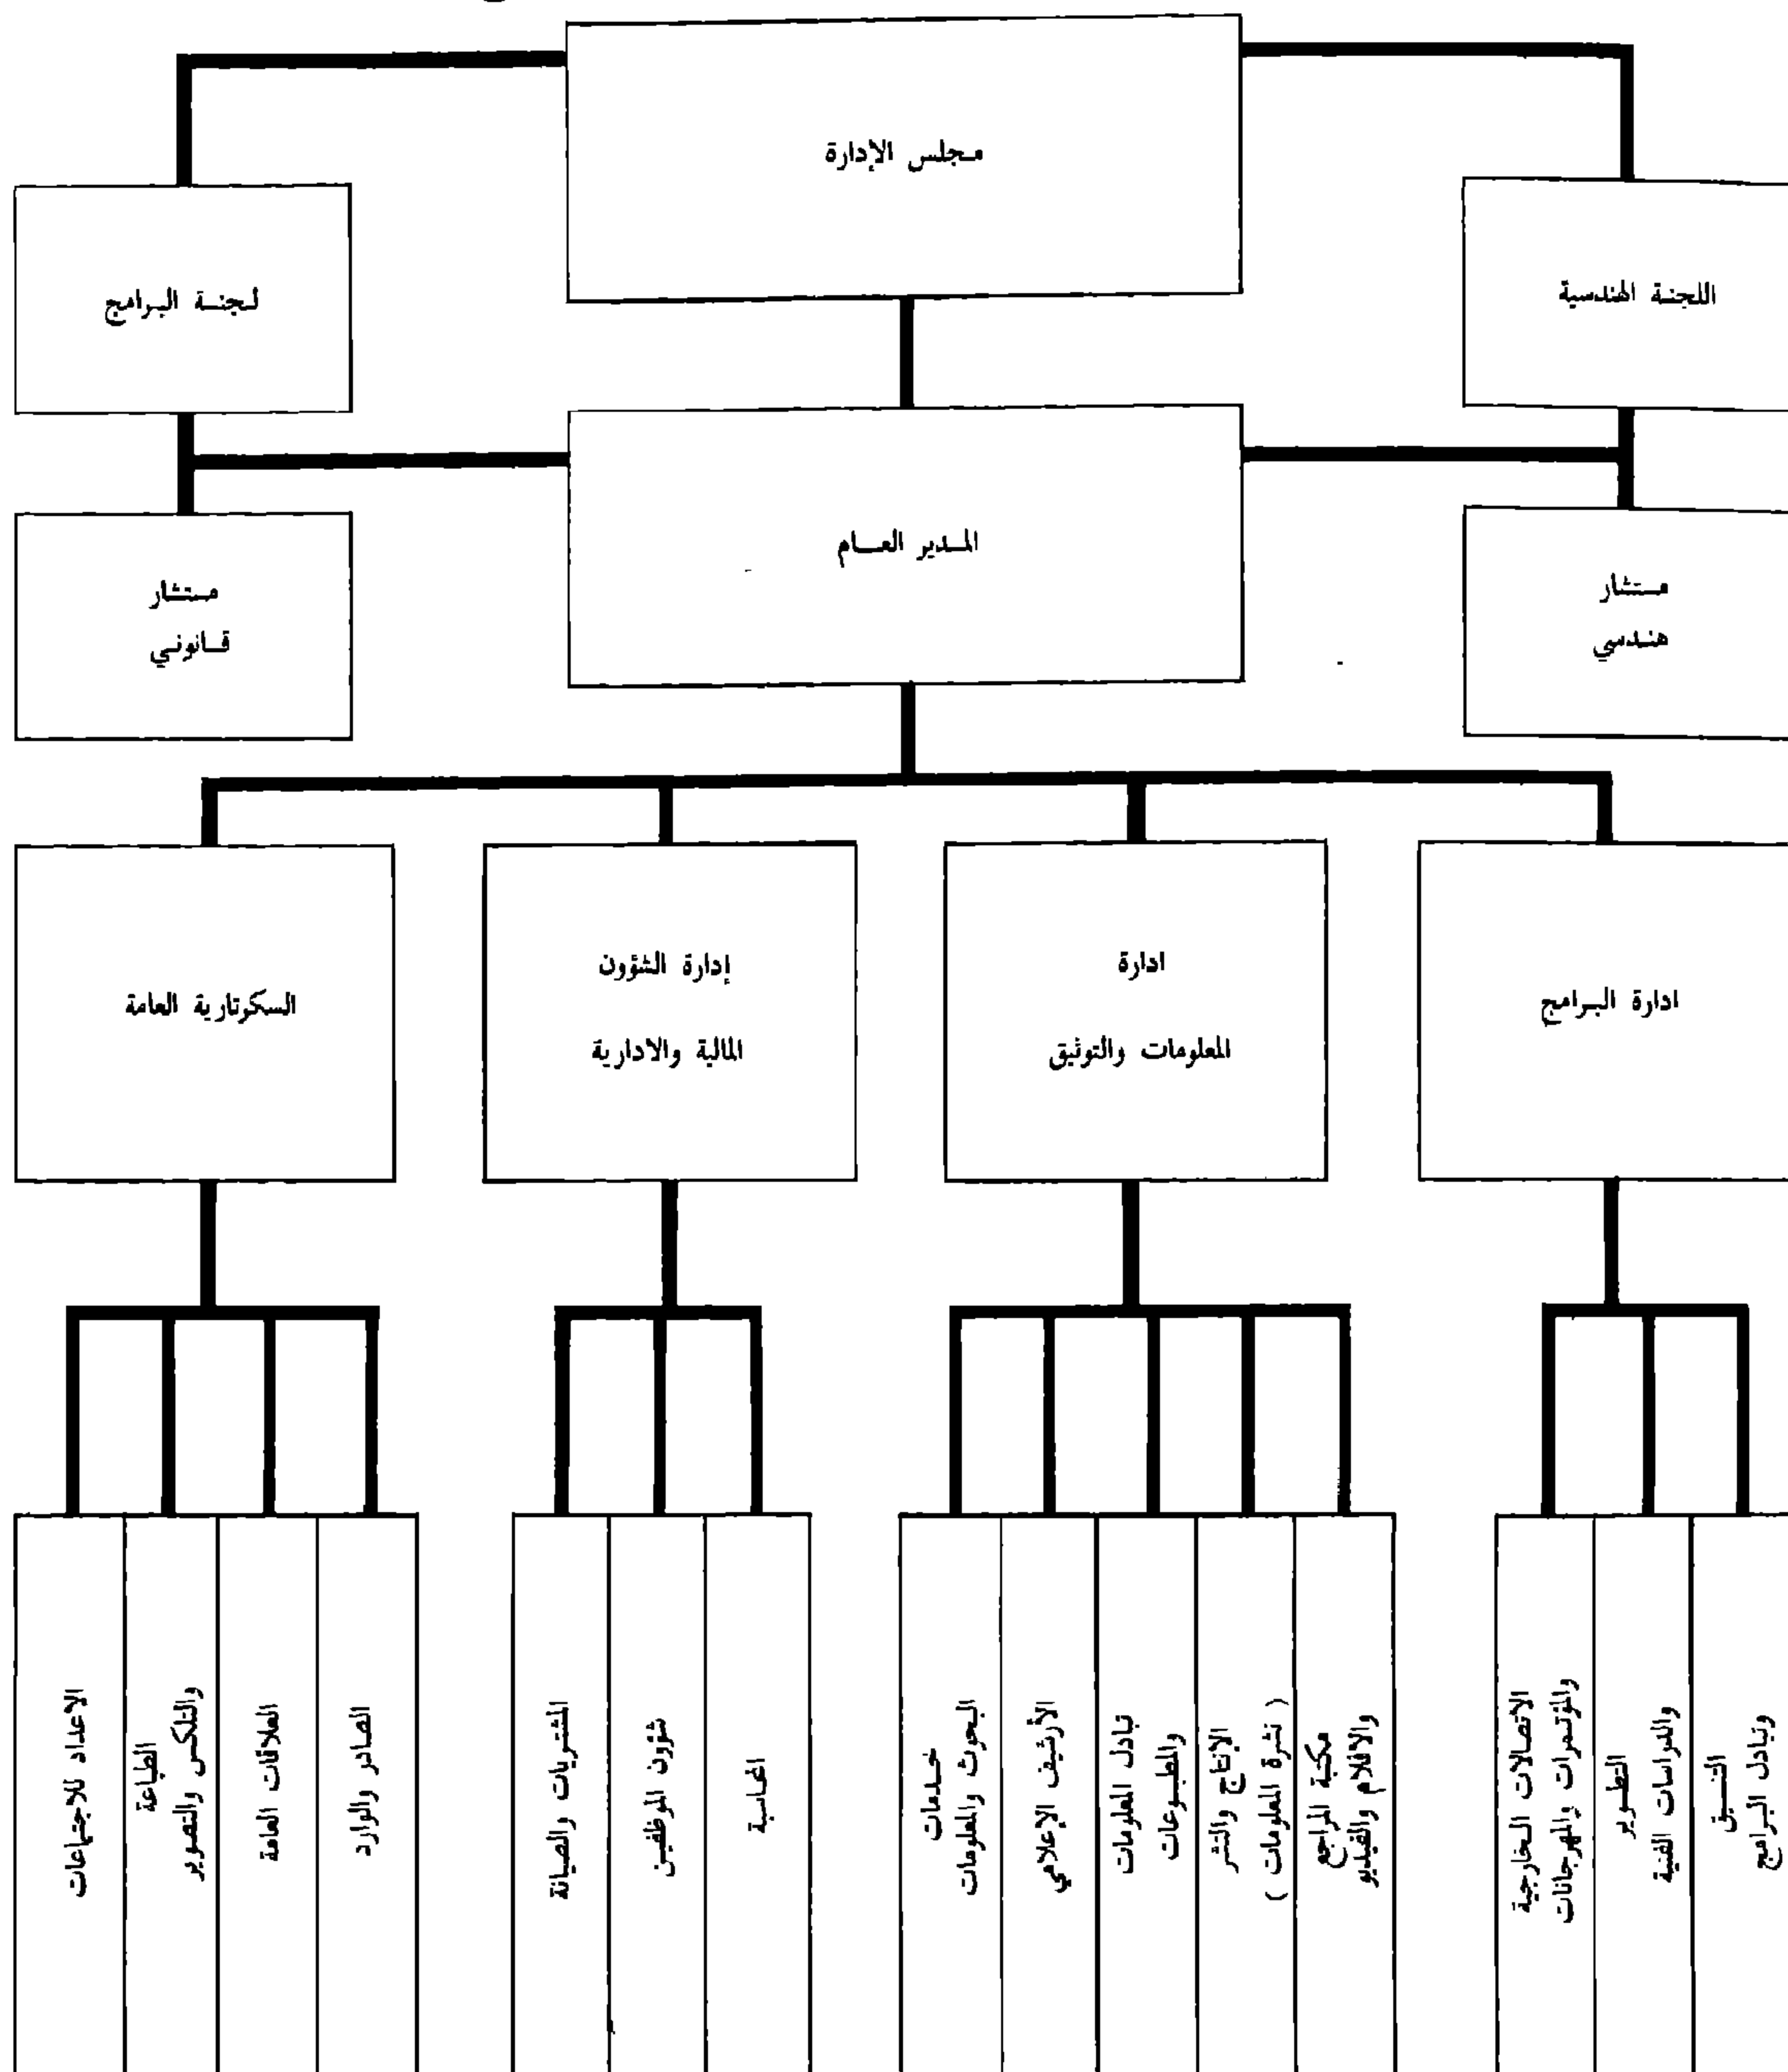 مجلس الإدارة
اللجنة الهندسية
لجنة البرامج
المدير العام
مستشار
هندسي
مستشار
قانوني
ادارة البرامج
ادارة
المعلومات والتوثيق
إدارة الشؤون
المالية والادارية
السكرتارية العامة
التنسيق
وتبادل البرامج
التطوير
والدراسات الفنية
الاتصالات الخارجية
والمؤتمرات والمهرجانات
مكتبة المراجع
والافلام والفيديو
الإنتاج والنشر
( نشرة المعلومات )
تبادل المعلومات
والمطبوعات
الأرشيف الإعلامي
خدمات
البحوث والمعلومات
المحاسبة
شؤون الموظفين
المشتريات والصيانة
الصادر والوارد
العلاقات العامة
الطباعة
والتلكس والتصوير
الاعداد للاجتماعات